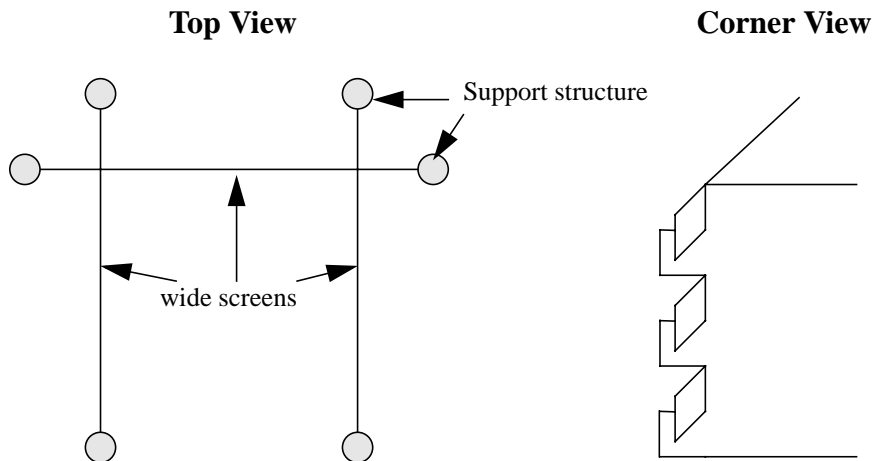 Top View
Corner View
Support structure
wide screens